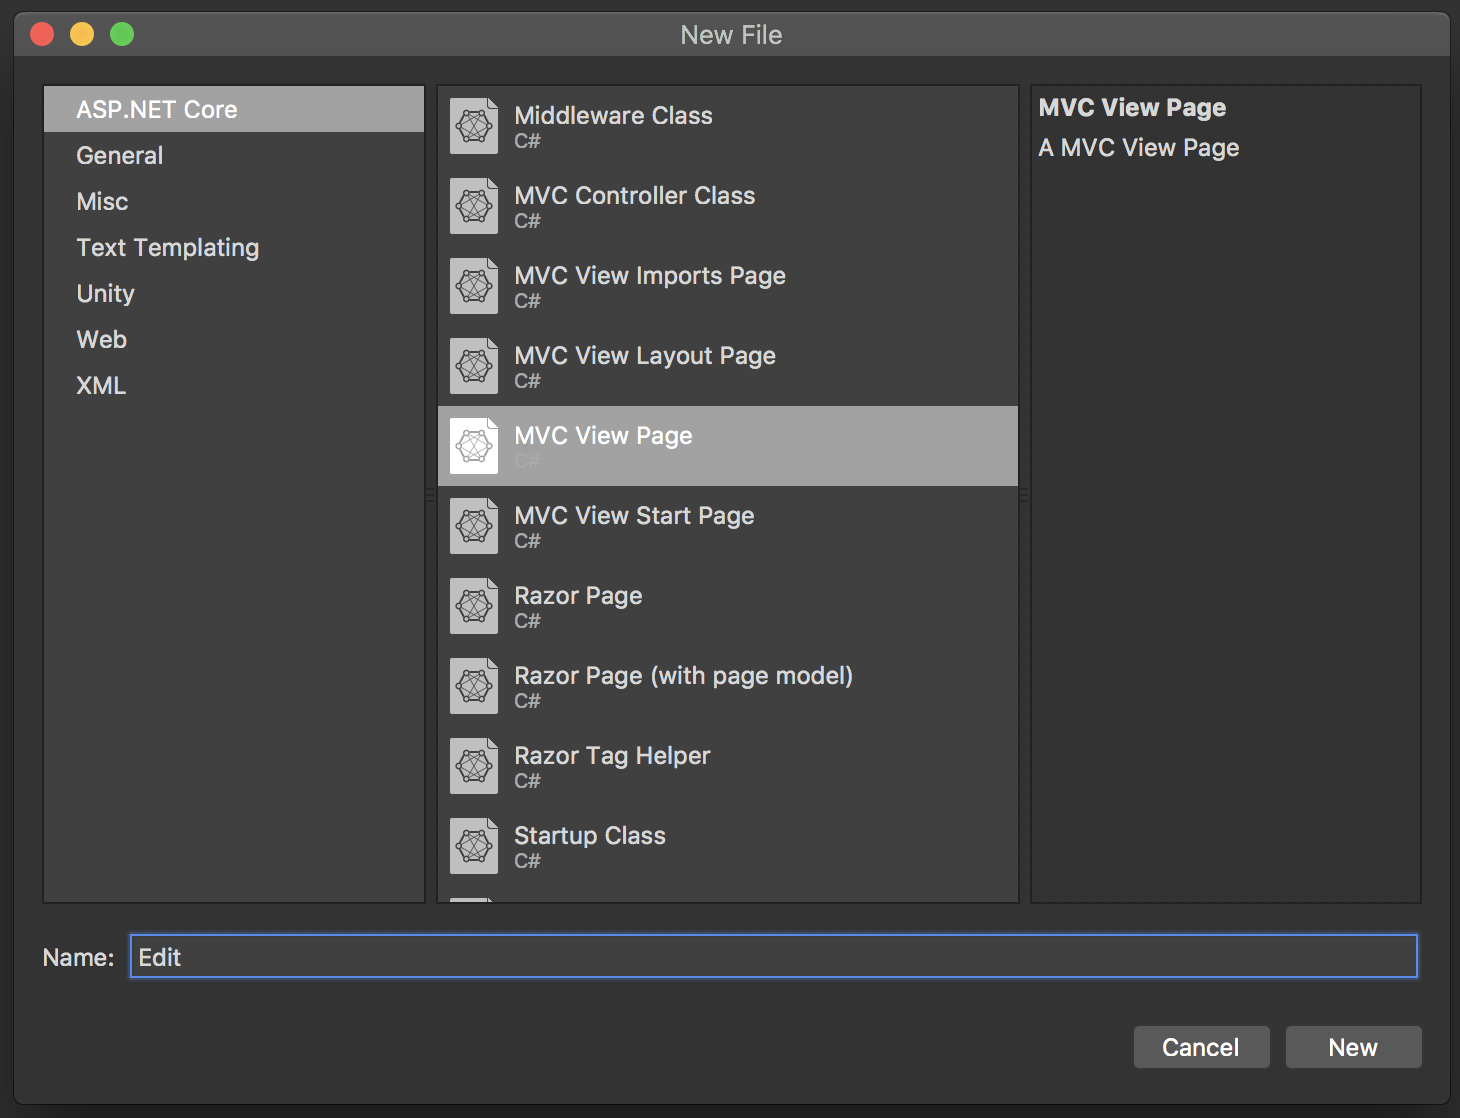 New File
ASP.NET Core
General
Misc
Text Templating
Unity
Web
XML
Middleware Class
C#
MVC Controller Class
C#
MVC View Imports Page
C#
MVC View Layout Page
C#
MVC View Page
C#
MVC View Start Page
C#
Razor Page
C#
Razor Page (with page model)
C#
Razor Tag Helper
C#
Startup Class
C#
MVC View Page
A MVC View Page
Name: Edit
Cancel New